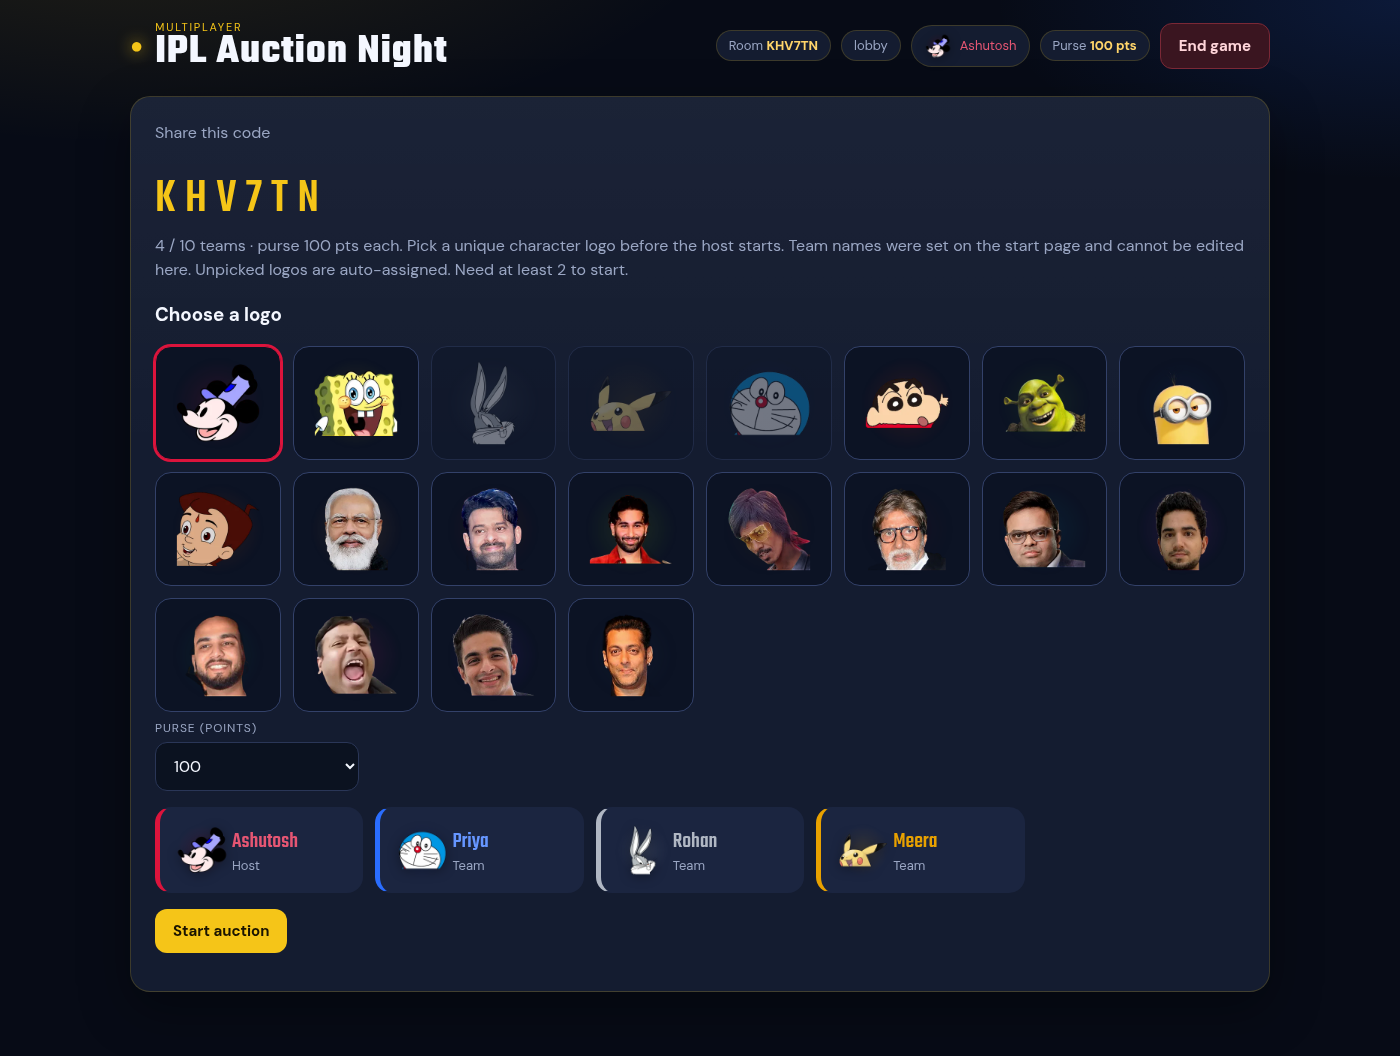 MULTIPLAYER
IPL Auction Night
Room KHV7TN
lobby
Ashutosh
Purse 100 pts
End game
Share this code
KHV7TN
4 / 10 teams · purse 100 pts each. Pick a unique character logo before the host starts. Team names were set on the start page and cannot be edited
here. Unpicked logos are auto-assigned. Need at least 2 to start.
Choose a logo
PURSE (POINTS)
100
Ashutosh
Host
Priya
Team
Rohan
Team
Meera
Team
Start auction